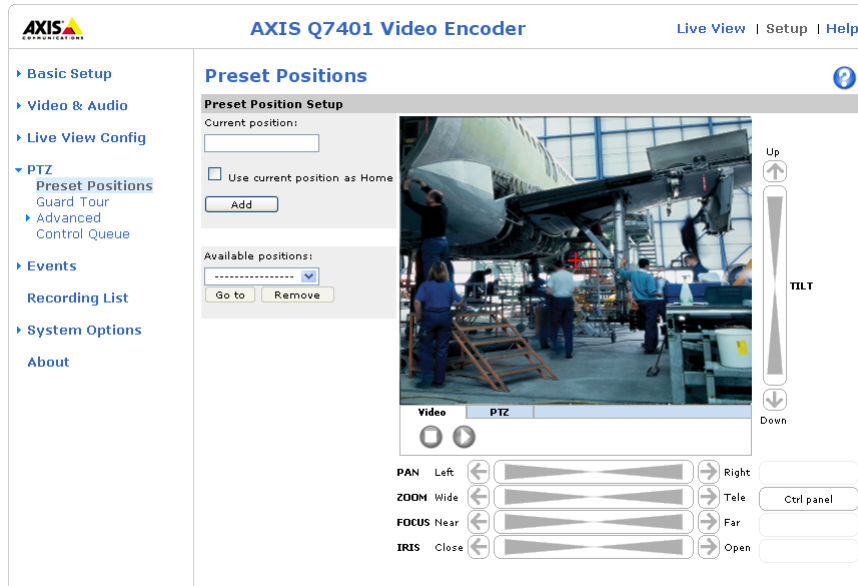 AXIS
COMMUNICATIONS
AXIS Q7401 Video Encoder
Live View | Setup | Help
Basic Setup
Video & Audio
Live View Config
PTZ
Preset Positions
Guard Tour
Advanced
Control Queue
Events
Recording List
System Options
About
Preset Positions
?
Preset Position Setup
Current position:
Use current position as Home
Add
Available positions:
----------------
Go to Remove
Video PTZ
Up
TILT
Down
PAN Left Right
ZOOM Wide Tele Ctrl panel
FOCUS Near Far
IRIS Close Open